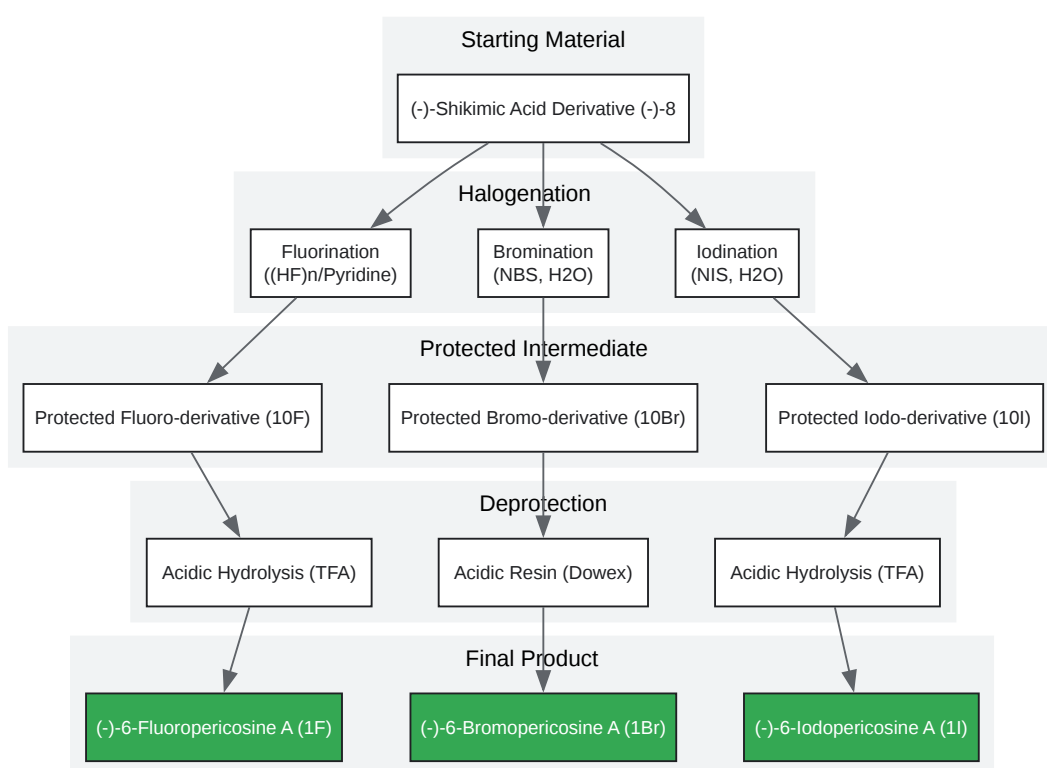 Starting Material
(-)-Shikimic Acid Derivative (-)-8
Halogenation
Fluorination
((HF)n/Pyridine)
Bromination
(NBS, H2O)
Iodination
(NIS, H2O)
Protected Intermediate
Protected Fluoro-derivative (10F)
Protected Bromo-derivative (10Br)
Protected Iodo-derivative (10I)
Deprotection
Acidic Hydrolysis (TFA)
Acidic Resin (Dowex)
Acidic Hydrolysis (TFA)
Final Product
(-)-6-Fluoropericosine A (1F)
(-)-6-Bromopericosine A (1Br)
(-)-6-Iodopericosine A (1I)